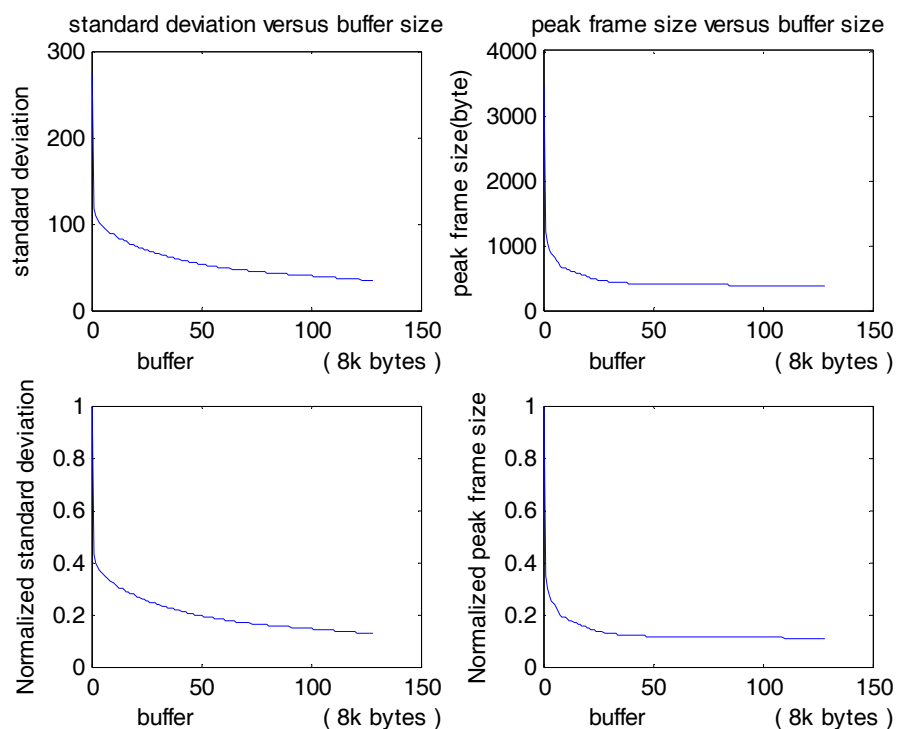 standard deviation versus buffer size
300
200
100
0
standard deviation
0 50 100 150
buffer ( 8k bytes )
peak frame size versus buffer size
4000
3000
2000
1000
0
peak frame size(byte)
0 50 100 150
buffer ( 8k bytes )
1
0.8
0.6
0.4
0.2
0
Normalized standard deviation
0 50 100 150
buffer ( 8k bytes )
1
0.8
0.6
0.4
0.2
0
Normalized peak frame size
0 50 100 150
buffer ( 8k bytes )